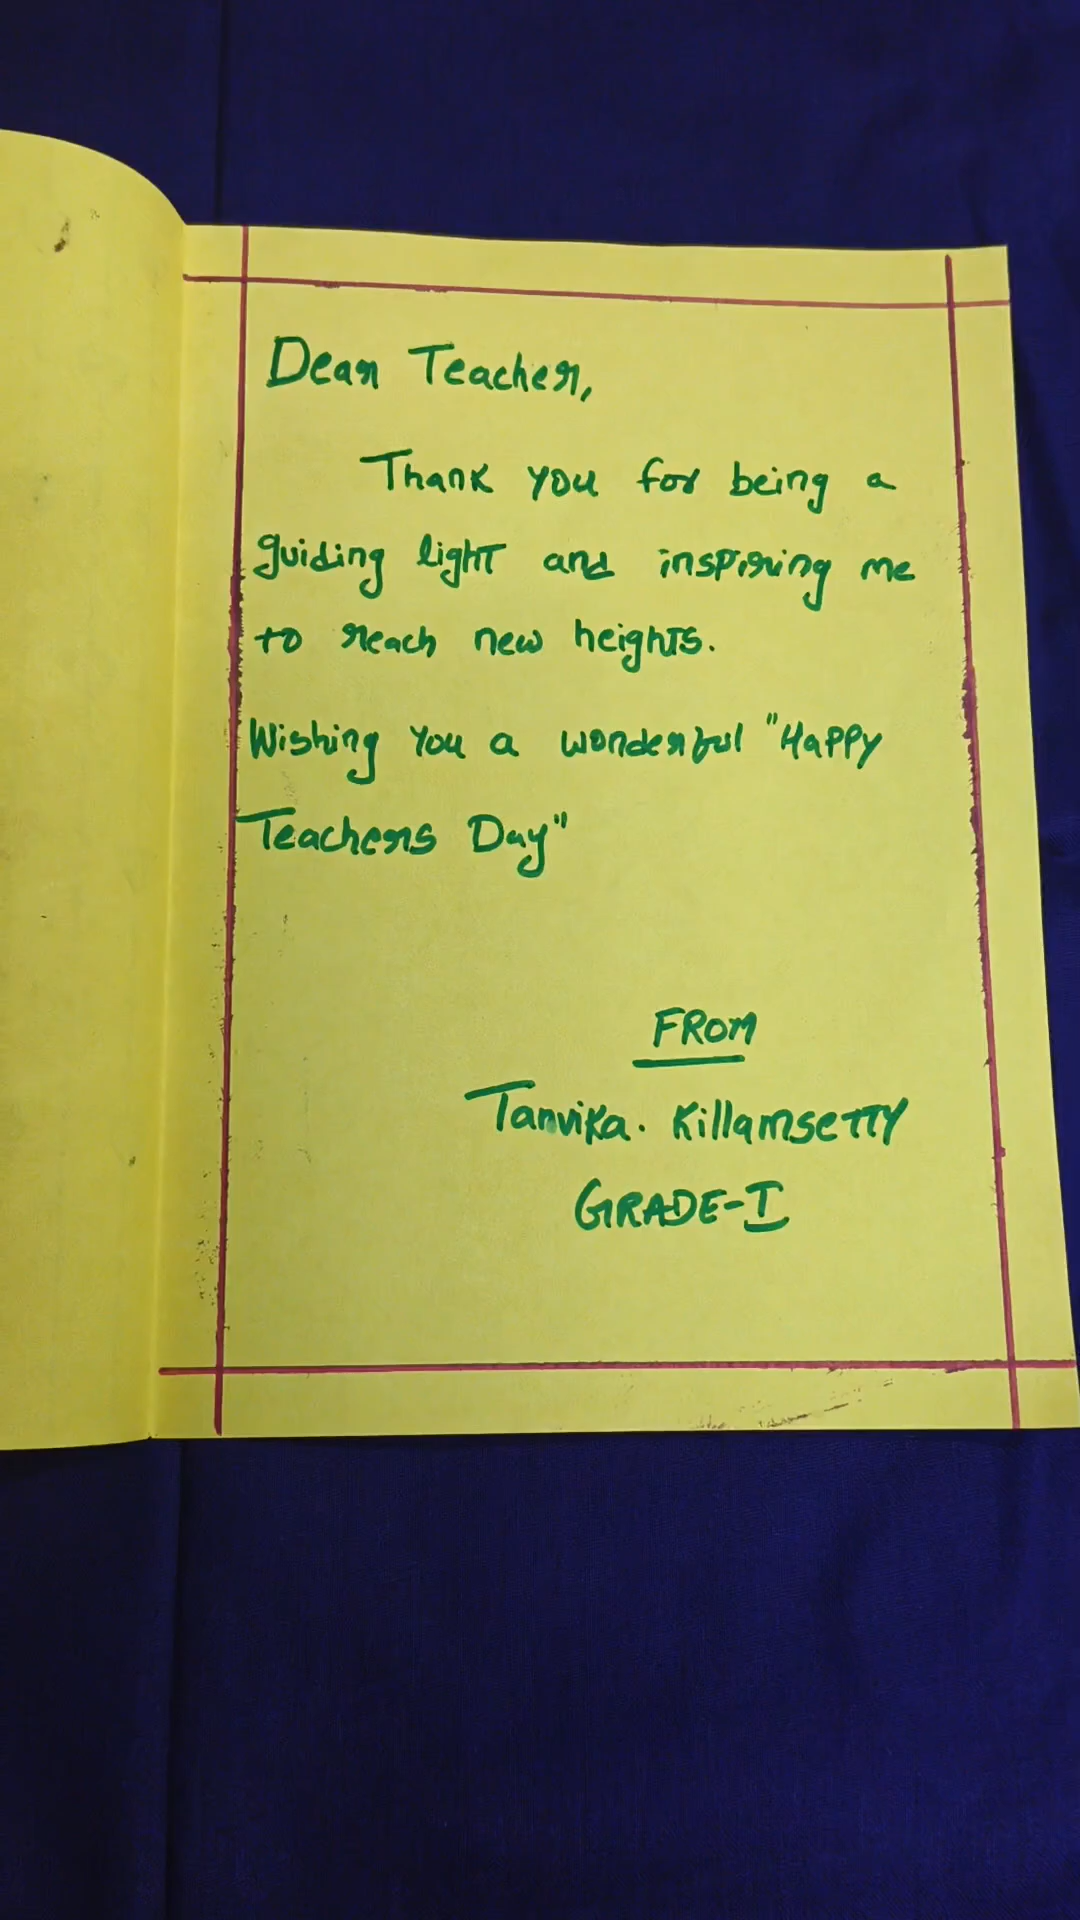 Dear Teacher,
Thank you for being a
guiding light and inspiring me
to reach new heights.
Wishing you a wonderful "Happy
Teachers Day"
FROM
Tanvika. Killamsetty
GRADE-I